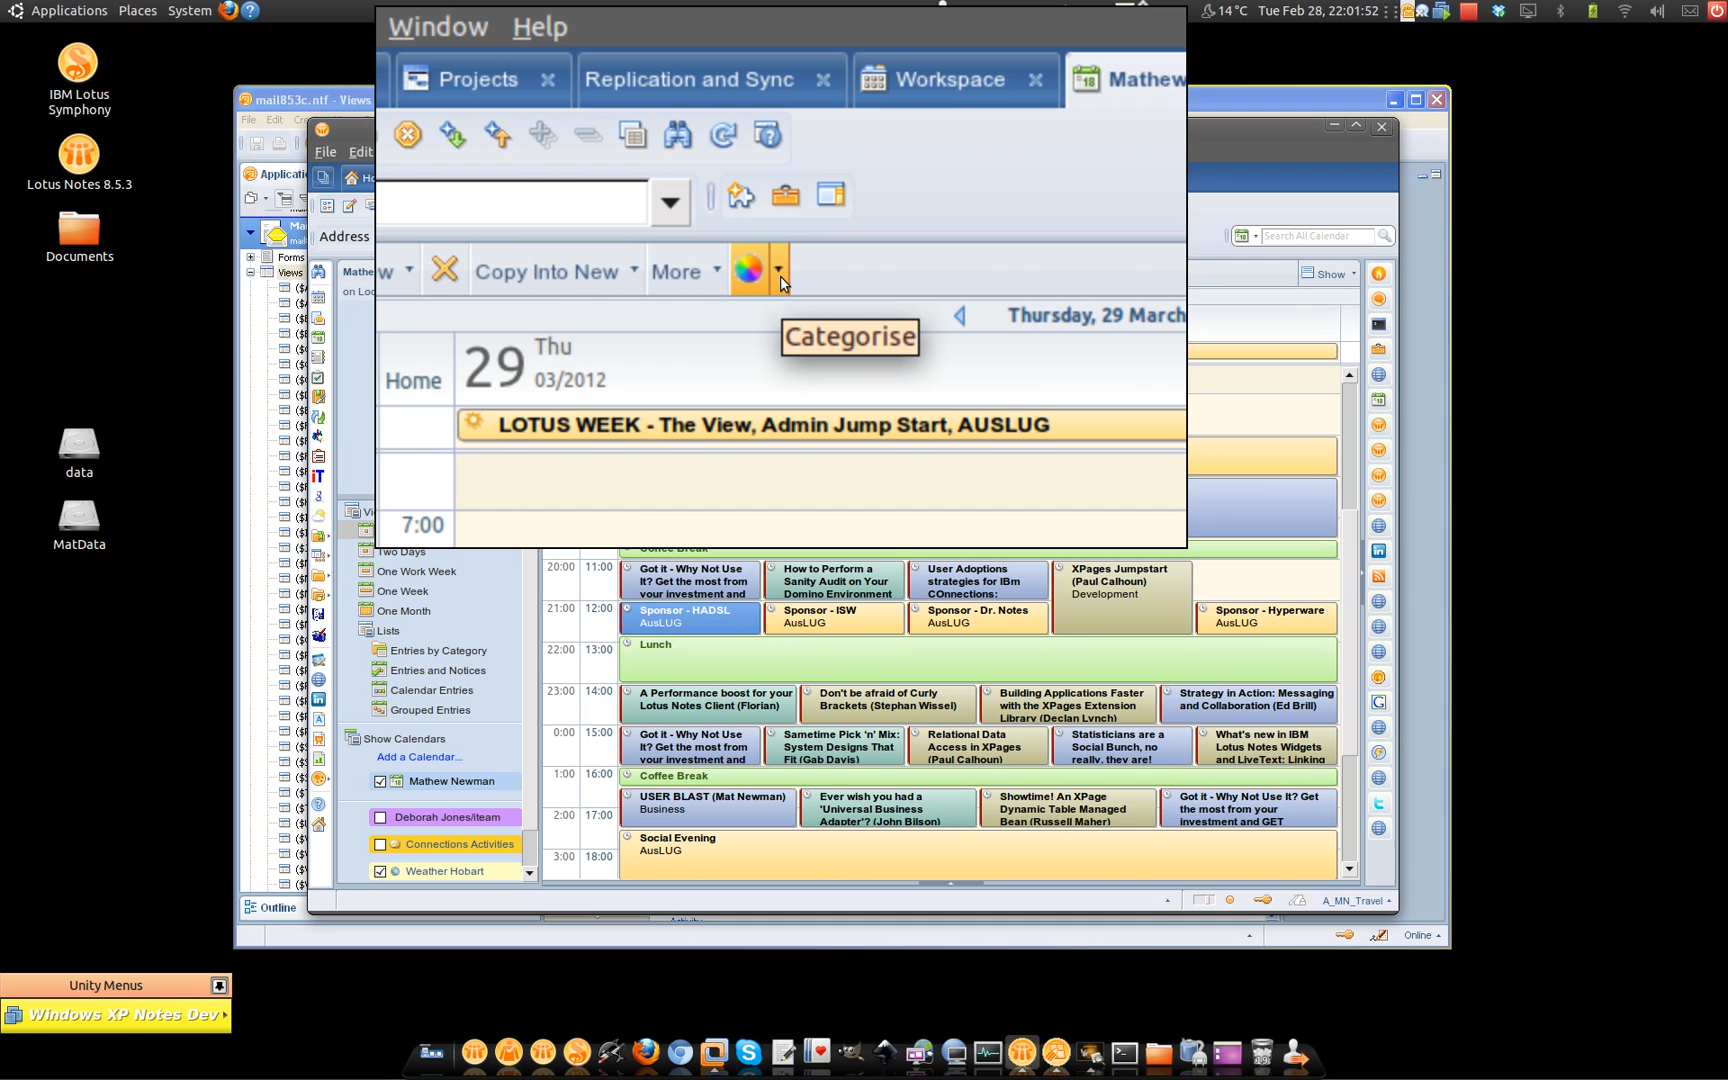 Applications Places System
14 °C Tue Feb 28, 22:01:52
IBM Lotus
Symphony
Lotus Notes 8.5.3
Documents
data
MatData
mail853c.ntf - Views
File Edit
File Edit
Applicati
Address
Forms
Views
Mathe
on Loc
Window Help
Projects
Replication and Sync
Workspace
Mathew
Copy Into New
More
Categorise
Thursday, 29 March
Home
29
Thu
03/2012
LOTUS WEEK - The View, Admin Jump Start, AUSLUG
7:00
Search All Calendar
Show
Two Days
One Work Week
One Week
One Month
Lists
Entries by Category
Entries and Notices
Calendar Entries
Grouped Entries
Show Calendars
Add a Calendar...
Mathew Newman
Deborah Jones/iteam
Connections Activities
Weather Hobart
Outline
Coffee Break
20:00 11:00
Got it - Why Not Use
It? Get the most from
your investment and
How to Perform a
Sanity Audit on Your
Domino Environment
User Adoptions
strategies for IBm
COnnections:
XPages Jumpstart
(Paul Calhoun)
Development
21:00 12:00
Sponsor - HADSL
AusLUG
Sponsor - ISW
AusLUG
Sponsor - Dr. Notes
AusLUG
Sponsor - Hyperware
AusLUG
22:00 13:00
Lunch
23:00 14:00
A Performance boost for your
Lotus Notes Client (Florian)
Don't be afraid of Curly
Brackets (Stephan Wissel)
Building Applications Faster
with the XPages Extension
Library (Declan Lynch)
Strategy in Action: Messaging
and Collaboration (Ed Brill)
0:00 15:00
Got it - Why Not Use
It? Get the most from
your investment and
Sametime Pick 'n' Mix:
System Designs That
Fit (Gab Davis)
Relational Data
Access in XPages
(Paul Calhoun)
Statisticians are a
Social Bunch, no
really, they are!
What's new in IBM
Lotus Notes Widgets
and LiveText: Linking
1:00 16:00
Coffee Break
2:00 17:00
USER BLAST (Mat Newman)
Business
Ever wish you had a
'Universal Business
Adapter'? (John Bilson)
Showtime! An XPage
Dynamic Table Managed
Bean (Russell Maher)
Got it - Why Not Use It? Get
the most from your
investment and GET
3:00 18:00
Social Evening
AusLUG
A_MN_Travel
Online
Unity Menus
Windows XP Notes Dev